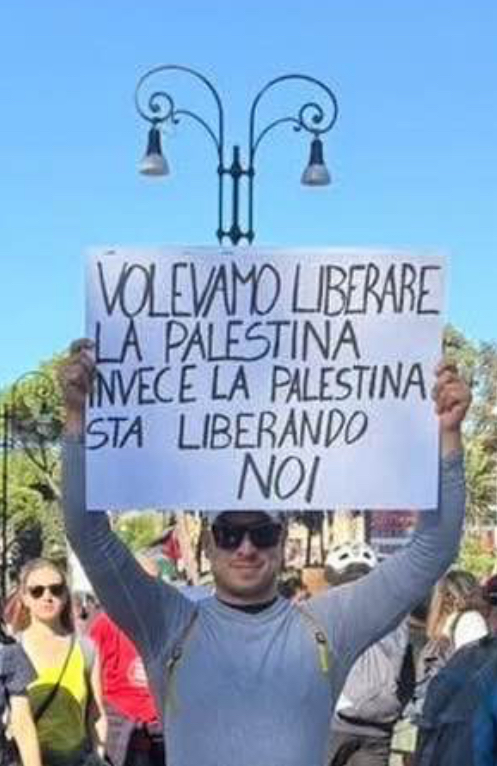 VOLEVAMO LIBERARE
LA PALESTINA
INVECE LA PALESTINA
STA LIBERANDO
NOI